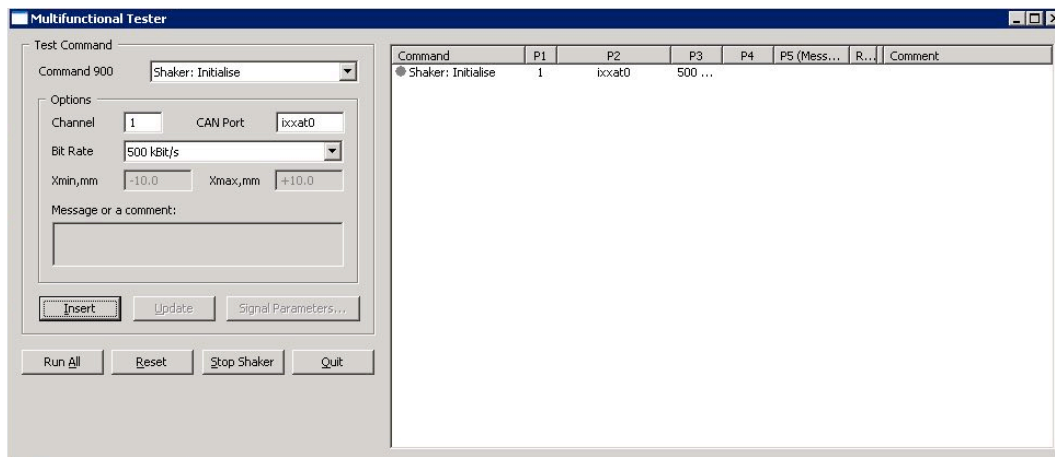 Multifunctional Tester
Test Command
Command 900 Shaker: Initialise
Options
Channel 1 CAN Port ixxat0
Bit Rate 500 kBit/s
Xmin,mm -10.0 Xmax,mm +10.0
Message or a comment:
Insert Update Signal Parameters...
Run All Reset Stop Shaker Quit
Command P1 P2 P3 P4 P5 (Mess... R... Comment
Shaker: Initialise 1 ixxat0 500 ...